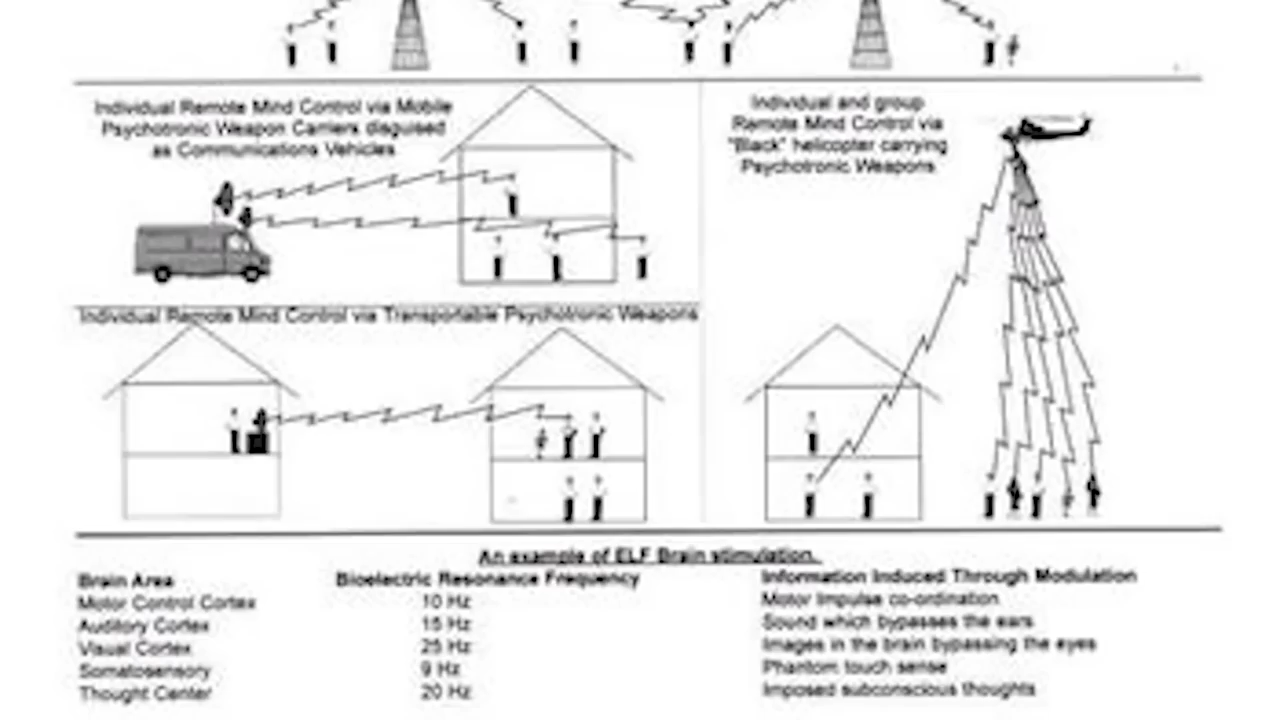 Individual Remote Mind Control via Mobile
Psychotronic Weapon Carriers disguised
as Communications Vehicles
Individual and group
Remote Mind Control via
"Black" helicopter carrying
Psychotronic Weapons
Individual Remote Mind Control via Transportable Psychotronic Weapons
An example of ELF Brain stimulation.
Brain Area Bioelectric Resonance Frequency Information Induced Through Modulation
Motor Control Cortex 10 Hz Motor Impulse co-ordination
Auditory Cortex 15 Hz Sound which bypasses the ears
Visual Cortex 25 Hz Images in the brain bypassing the eyes
Somatosensory 9 Hz Phantom touch sense
Thought Center 20 Hz Imposed subconscious thoughts